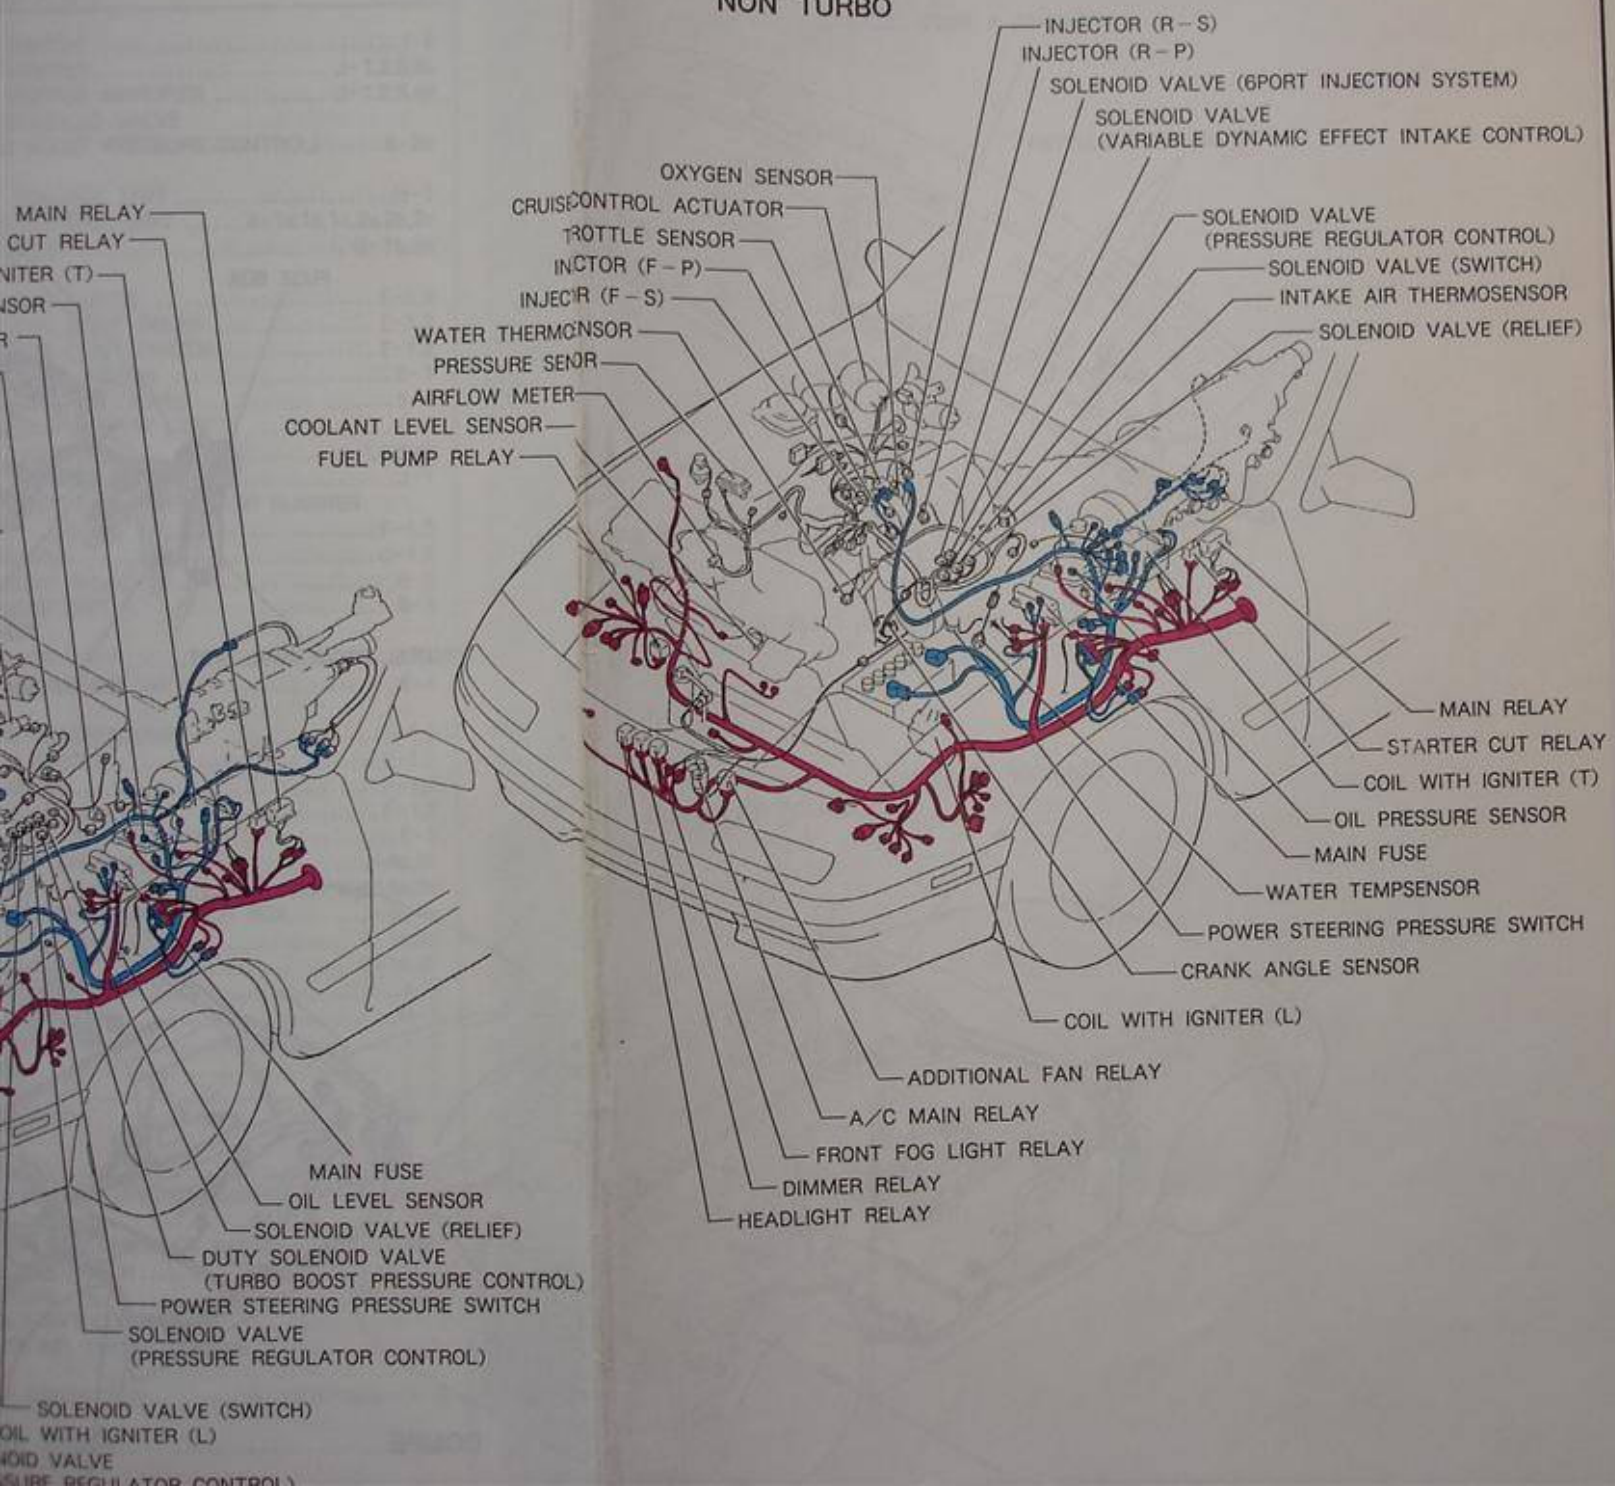 NON TURBO
INJECTOR (R-S)
INJECTOR (R-P)
SOLENOID VALVE (6PORT INJECTION SYSTEM)
SOLENOID VALVE
(VARIABLE DYNAMIC EFFECT INTAKE CONTROL)
OXYGEN SENSOR
CRUISECONTROL ACTUATOR
TROTTLE SENSOR
INCTOR (F-P)
INJECR (F-S)
WATER THERMOENSOR
PRESSURE SENOR
AIRFLOW METER
COOLANT LEVEL SENSOR
FUEL PUMP RELAY
SOLENOID VALVE
(PRESSURE REGULATOR CONTROL)
SOLENOID VALVE (SWITCH)
INTAKE AIR THERMOSENSOR
SOLENOID VALVE (RELIEF)
MAIN RELAY
CUT RELAY
NITER (T)
NSOR
R
MAIN RELAY
STARTER CUT RELAY
COIL WITH IGNITER (T)
OIL PRESSURE SENSOR
MAIN FUSE
WATER TEMPSENSOR
POWER STEERING PRESSURE SWITCH
CRANK ANGLE SENSOR
COIL WITH IGNITER (L)
ADDITIONAL FAN RELAY
A/C MAIN RELAY
FRONT FOG LIGHT RELAY
DIMMER RELAY
HEADLIGHT RELAY
MAIN FUSE
OIL LEVEL SENSOR
SOLENOID VALVE (RELIEF)
DUTY SOLENOID VALVE
(TURBO BOOST PRESSURE CONTROL)
POWER STEERING PRESSURE SWITCH
SOLENOID VALVE
(PRESSURE REGULATOR CONTROL)
SOLENOID VALVE (SWITCH)
OIL WITH IGNITER (L)
NOID VALVE
SSURE REGULATOR CONTROL)